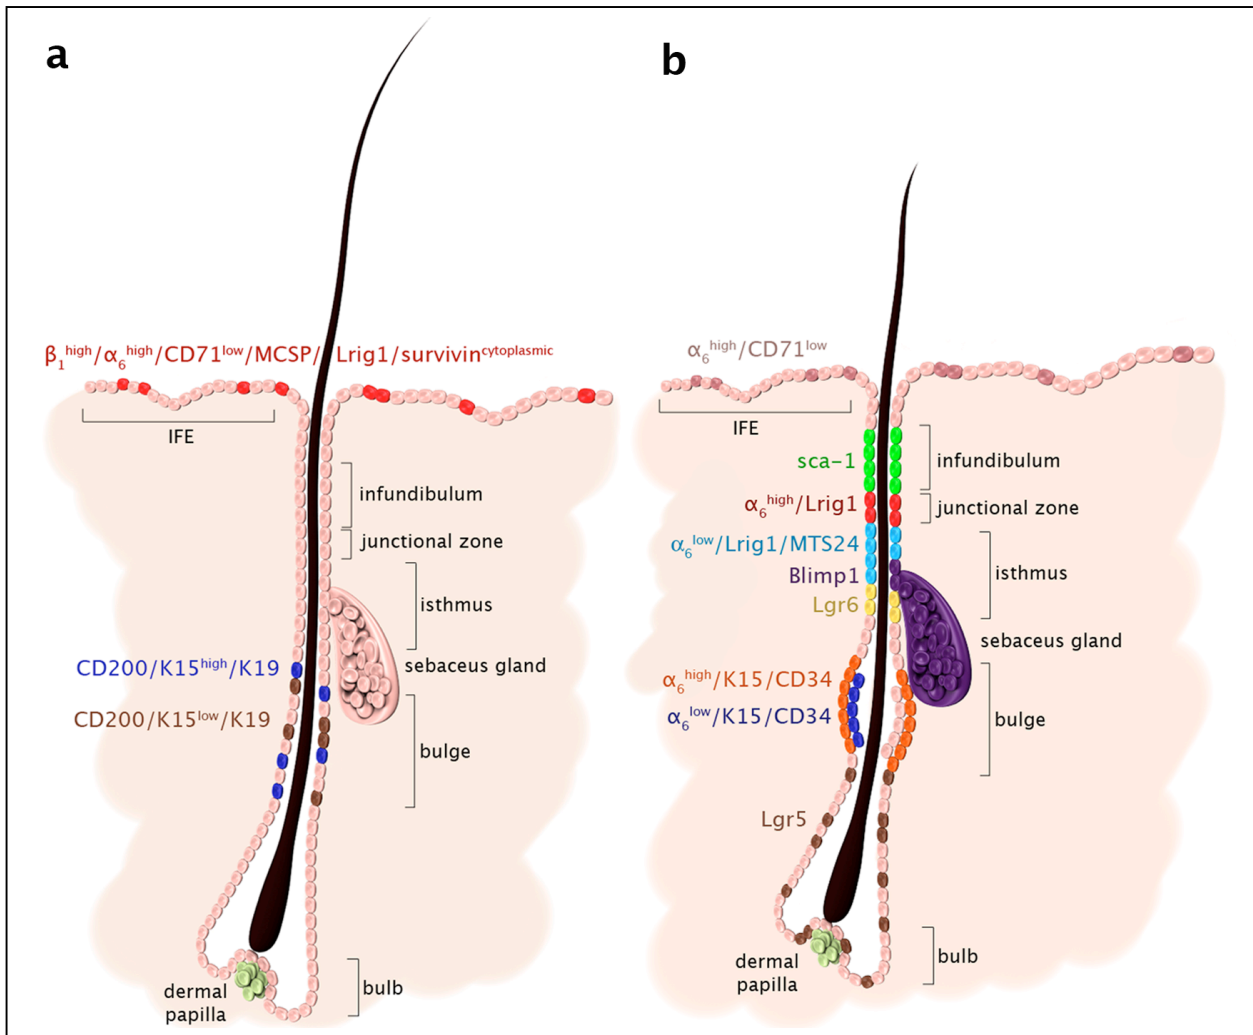 a
β₁ʰⁱᵍʰ/α₆ʰⁱᵍʰ/CD71ˡᵒʷ/MCSP/ Lrig1/survivinᶜʸᵗᵒᵖˡᵃˢᵐⁱᶜ
IFE
infundibulum
junctional zone
isthmus
sebaceus gland
CD200/K15ʰⁱᵍʰ/K19
CD200/K15ˡᵒʷ/K19
bulge
dermal
papilla
bulb
b
α₆ʰⁱᵍʰ/CD71ˡᵒʷ
IFE
sca-1
infundibulum
α₆ʰⁱᵍʰ/Lrig1
junctional zone
α₆ˡᵒʷ/Lrig1/MTS24
Blimp1
isthmus
Lgr6
sebaceus gland
α₆ʰⁱᵍʰ/K15/CD34
α₆ˡᵒʷ/K15/CD34
bulge
Lgr5
dermal
papilla
bulb